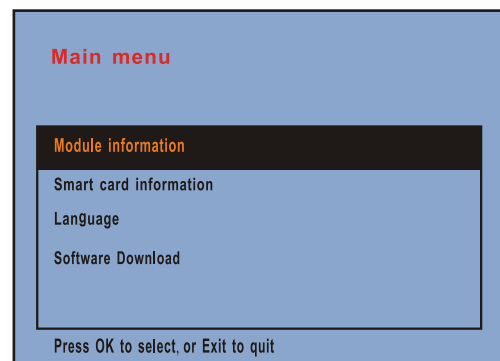 Main menu
Module information
Smart card information
Language
Software Download
Press OK to select, or Exit to quit